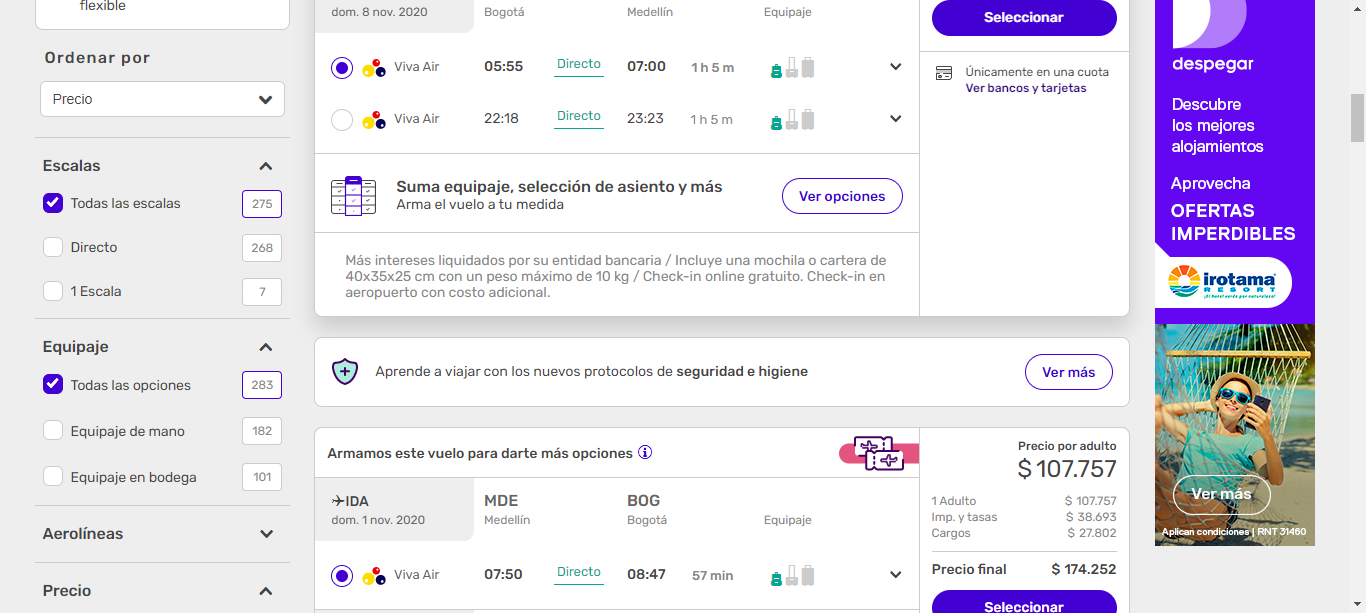 flexible
Ordenar por
Precio
Escalas
Todas las escalas 275
Directo 268
1 Escala 7
Equipaje
Todas las opciones 283
Equipaje de mano 182
Equipaje en bodega 101
Aerolíneas
Precio
dom. 8 nov. 2020 Bogotá Medellín Equipaje
Viva Air 05:55 Directo 07:00 1 h 5 m
Viva Air 22:18 Directo 23:23 1 h 5 m
Suma equipaje, selección de asiento y más
Arma el vuelo a tu medida
Ver opciones
Más intereses liquidados por su entidad bancaria / Incluye una mochila o cartera de
40x35x25 cm con un peso máximo de 10 kg / Check-in online gratuito. Check-in en
aeropuerto con costo adicional.
Seleccionar
Únicamente en una cuota
Ver bancos y tarjetas
Aprende a viajar con los nuevos protocolos de seguridad e higiene
Ver más
Armamos este vuelo para darte más opciones
IDA MDE BOG
dom. 1 nov. 2020 Medellín Bogotá Equipaje
Viva Air 07:50 Directo 08:47 57 min
Precio por adulto
$ 107.757
1 Adulto $ 107.757
Imp. y tasas $ 38.693
Cargos $ 27.802
Precio final $ 174.252
Seleccionar
despegar
Descubre
los mejores
alojamientos
Aprovecha
OFERTAS
IMPERDIBLES
irotama
RESORT
¡El hotel verde por naturaleza!
Ver más
Aplican condiciones | RNT 31460